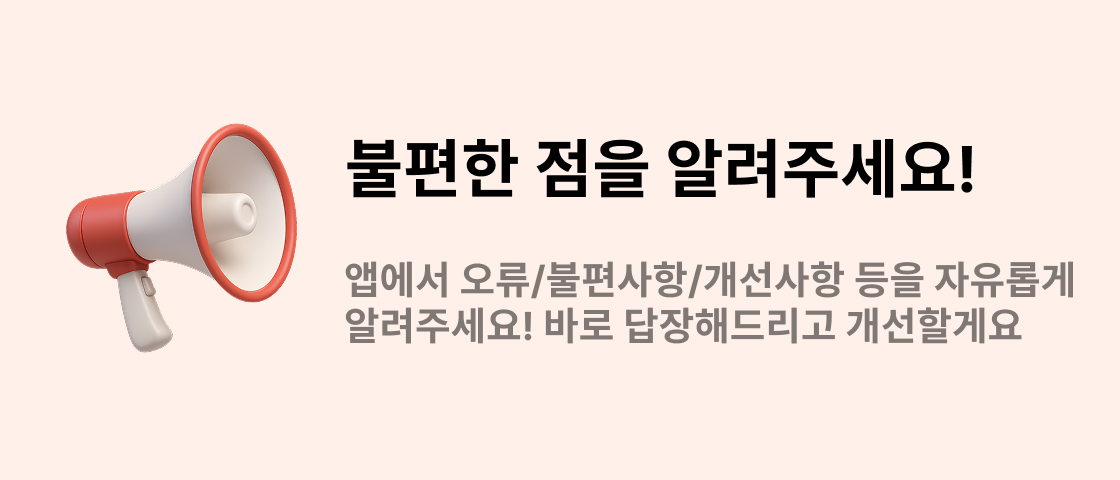 불편한 점을 알려주세요!
앱에서 오류/불편사항/개선사항 등을 자유롭게
알려주세요! 바로 답장해드리고 개선할게요